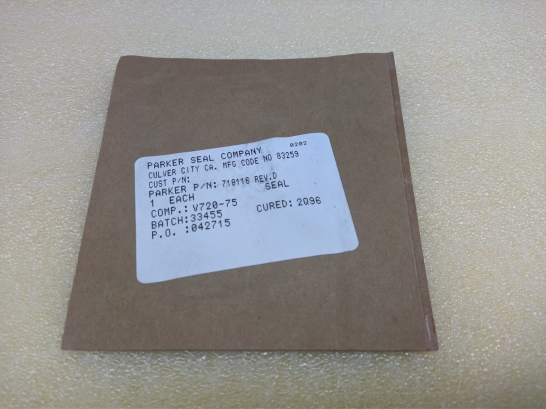 PARKER SEAL COMPANY 0202
CULVER CITY CA. MFG CODE NO 83259
CUST P/N:
PARKER P/N: 718116 REV.D
1 EACH SEAL
COMP.: V720-75
BATCH:33455 CURED: 2Q96
P.O. :042715